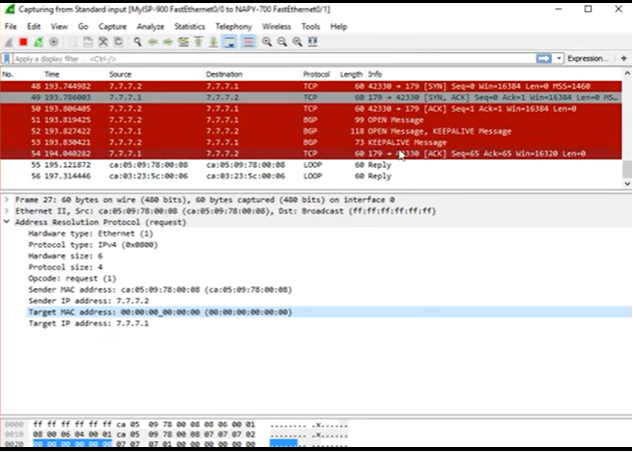 Capturing from Standard input [MyISP-900 FastEthernet0/0 to NAPY-700 FastEthernet0/1]
File Edit View Go Capture Analyze Statistics Telephony Wireless Tools Help
Apply a display filter ... <Ctrl-/> Expression... +
No. Time Source Destination Protocol Length Info
48 193.744982 7.7.7.2 7.7.7.1 TCP 60 42330 → 179 [SYN] Seq=0 Win=16384 Len=0 MSS=1460
49 193.786003 7.7.7.1 7.7.7.2 TCP 60 179 → 42330 [SYN, ACK] Seq=0 Ack=1 Win=16384 Len=0 MS…
50 193.806405 7.7.7.2 7.7.7.1 TCP 60 42330 → 179 [ACK] Seq=1 Ack=1 Win=16384 Len=0
51 193.819425 7.7.7.2 7.7.7.1 BGP 99 OPEN Message
52 193.827422 7.7.7.1 7.7.7.2 BGP 118 OPEN Message, KEEPALIVE Message
53 193.830421 7.7.7.2 7.7.7.1 BGP 73 KEEPALIVE Message
54 194.040282 7.7.7.1 7.7.7.2 TCP 60 179 → 42330 [ACK] Seq=65 Ack=65 Win=16320 Len=0
55 195.121872 ca:05:09:78:00:08 ca:05:09:78:00:08 LOOP 60 Reply
56 197.314446 ca:03:23:5c:00:06 ca:03:23:5c:00:06 LOOP 60 Reply
Frame 27: 60 bytes on wire (480 bits), 60 bytes captured (480 bits) on interface 0
Ethernet II, Src: ca:05:09:78:00:08 (ca:05:09:78:00:08), Dst: Broadcast (ff:ff:ff:ff:ff:ff)
Address Resolution Protocol (request)
Hardware type: Ethernet (1)
Protocol type: IPv4 (0x0800)
Hardware size: 6
Protocol size: 4
Opcode: request (1)
Sender MAC address: ca:05:09:78:00:08 (ca:05:09:78:00:08)
Sender IP address: 7.7.7.2
Target MAC address: 00:00:00_00:00:00 (00:00:00:00:00:00)
Target IP address: 7.7.7.1
0000 ff ff ff ff ff ff ca 05 09 78 00 08 08 06 00 01 ........ .x......
0010 08 00 06 04 00 01 ca 05 09 78 00 08 07 07 07 02 ........ .x......
0020 00 00 00 00 00 00 07 07 07 01 00 00 00 00 00 00 ........ ........